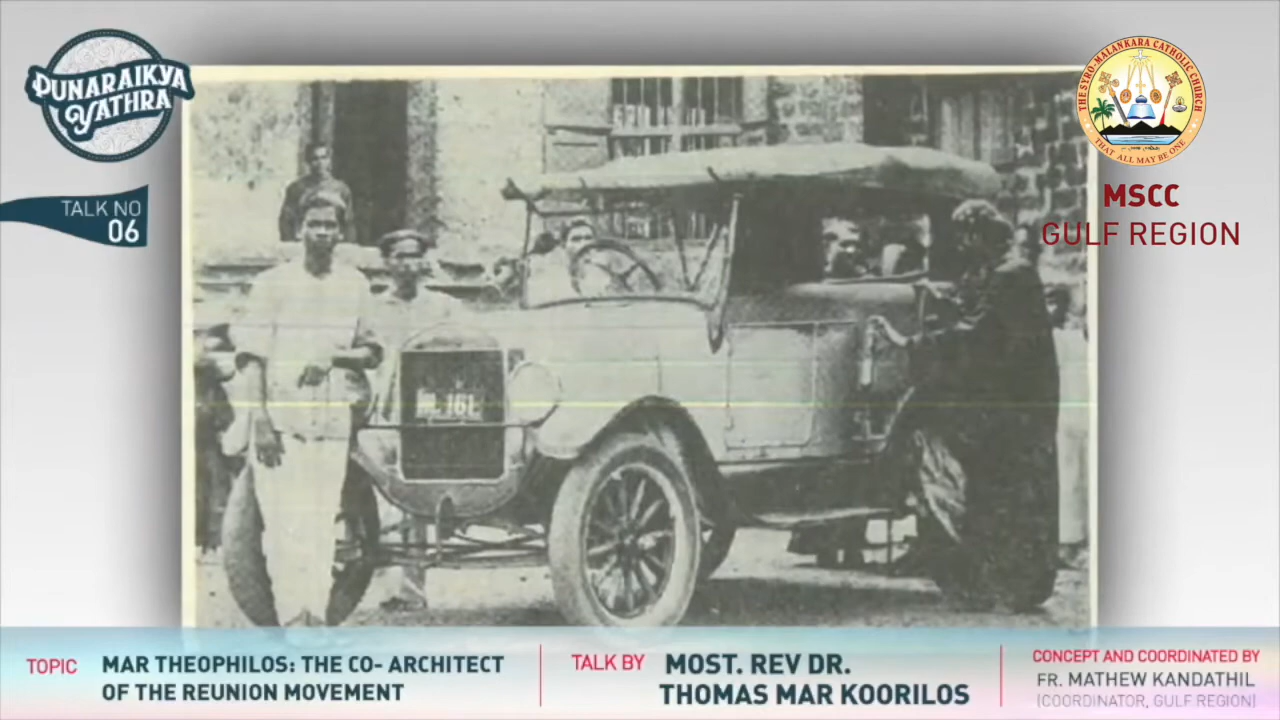 PUNARAIKYA
YATHRA
TALK NO
06
THE SYRO-MALANKARA CATHOLIC CHURCH
THAT ALL MAY BE ONE
MSCC
GULF REGION
161
TOPIC
MAR THEOPHILOS: THE CO- ARCHITECT
OF THE REUNION MOVEMENT
TALK BY
MOST. REV DR.
THOMAS MAR KOORILOS
CONCEPT AND COORDINATED BY
FR. MATHEW KANDATHIL
(COORDINATOR, GULF REGION)